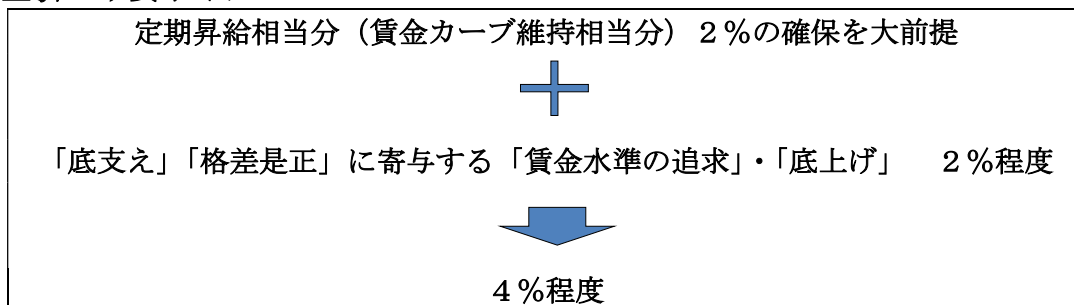 定期昇給相当分（賃金カーブ維持相当分）２％の確保を大前提
「底支え」「格差是正」に寄与する「賃金水準の追求」・「底上げ」　２％程度
４％程度